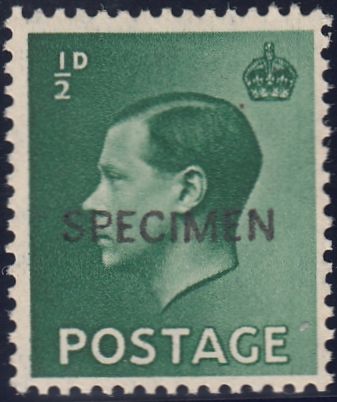 ½D
SPECIMEN
POSTAGE